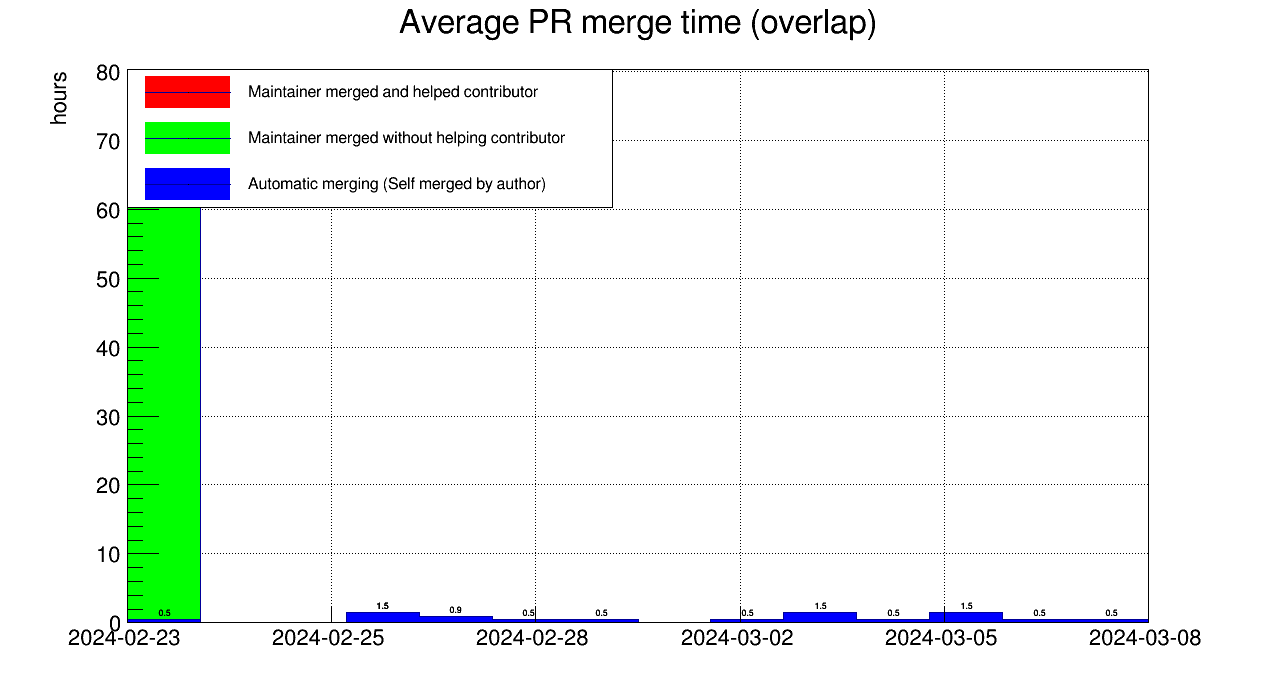 Average PR merge time (overlap)
hours
80
70
60
50
40
30
20
10
0
Maintainer merged and helped contributor
Maintainer merged without helping contributor
Automatic merging (Self merged by author)
0.5 1.5 0.9 0.5 0.5 0.5 1.5 0.5 1.5 0.5 0.5
2024-02-23 2024-02-25 2024-02-28 2024-03-02 2024-03-05 2024-03-08